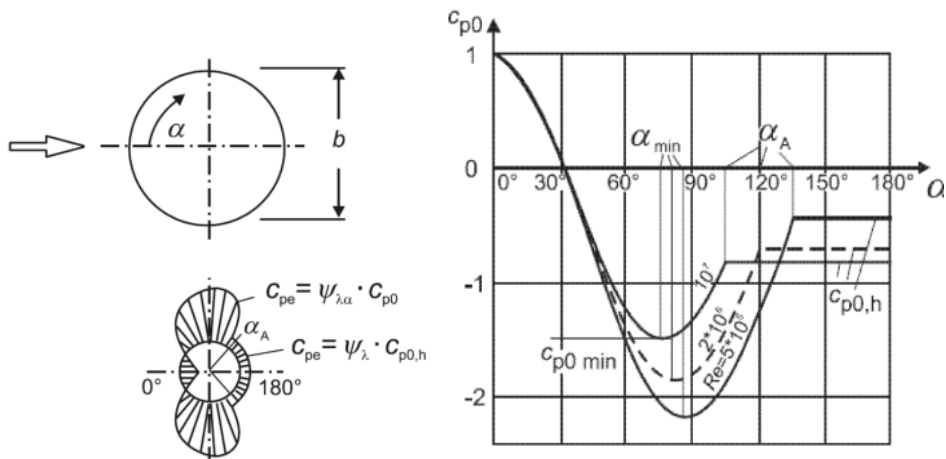 α
b
c_pe = ψ_λα · c_p0
α_A
c_pe = ψ_λ · c_p0,h
0°
180°
c_p0
1
α_min
α_A
0
0°
30°
60°
90°
120°
150°
180°
α
-1
10⁷
c_p0,h
c_p0 min
2*10⁶
Re=5*10⁵
-2